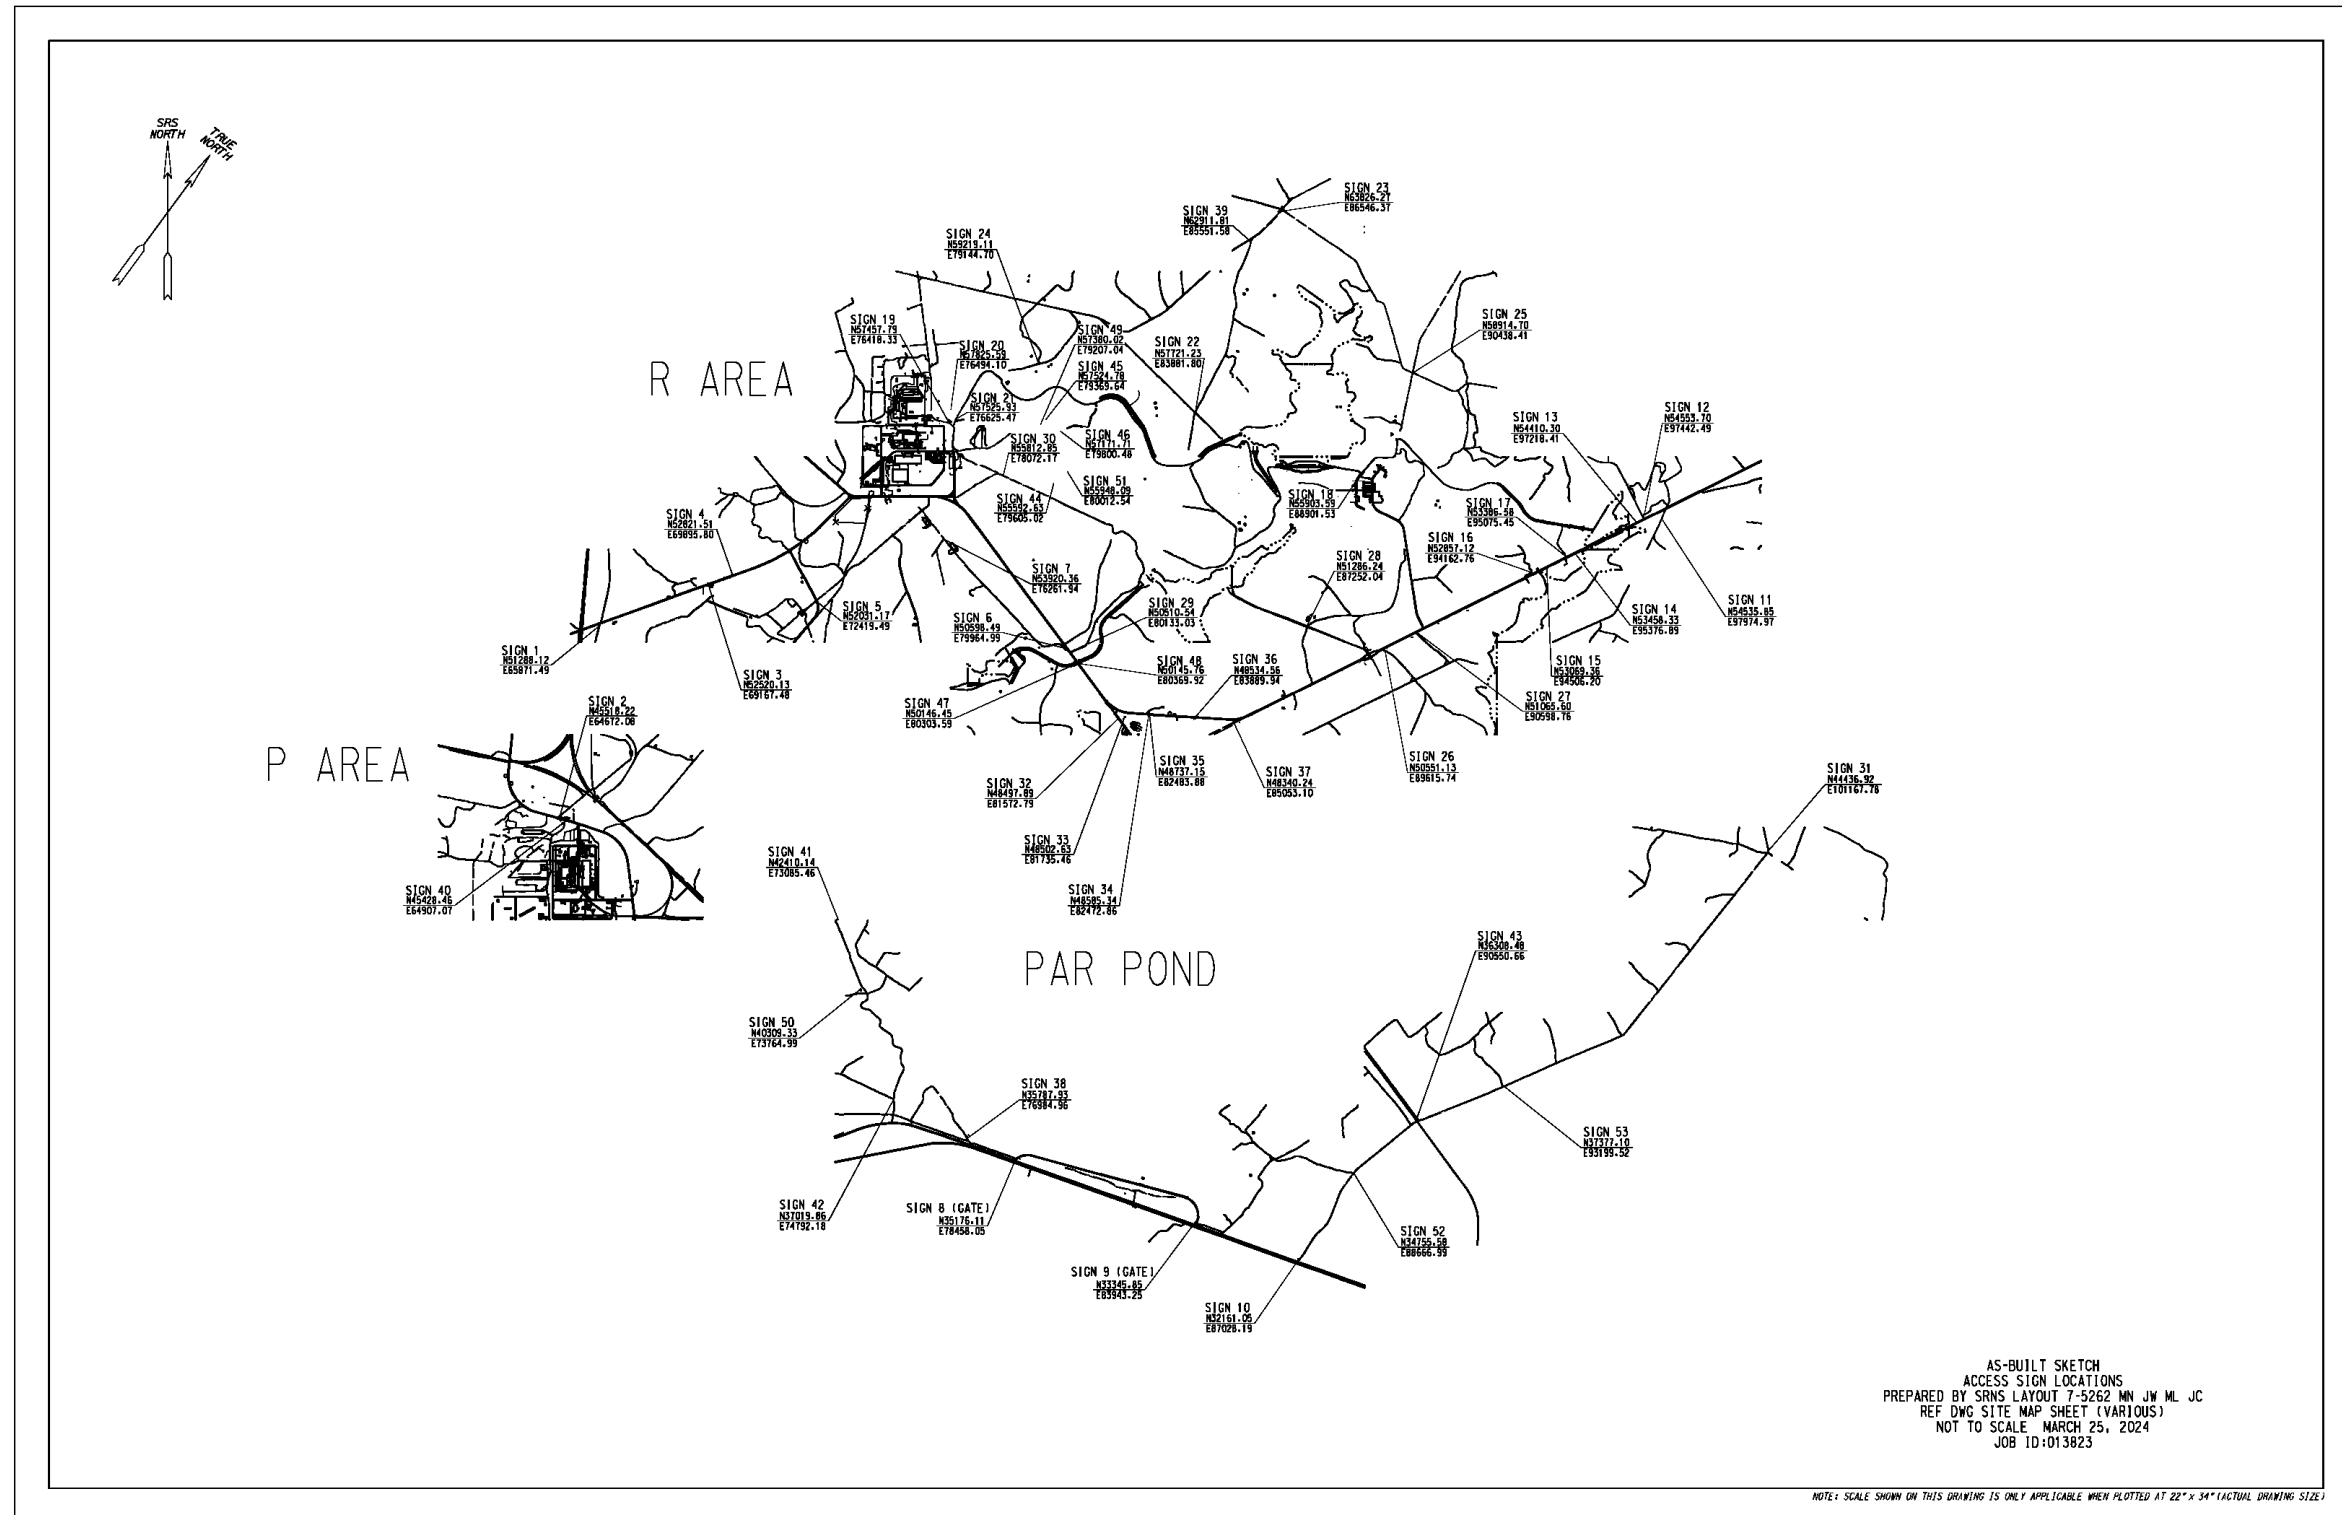 SRS
NORTH
TRUE
NORTH
SIGN 23
N63826.27
E86546.37
SIGN 39
N62911.81
E85551.58
SIGN 24
N59219.11
E79144.70
SIGN 25
N58914.70
E90438.41
SIGN 19
N57457.79
E76418.33
SIGN 20
N57825.59
E76494.10
SIGN 49
N57380.02
E79207.04
SIGN 22
N57721.23
E83881.80
SIGN 45
N57524.78
E79369.64
R AREA
SIGN 21
N57525.93
E76625.47
SIGN 30
N55812.85
E78072.17
SIGN 46
N57171.71
E79800.48
SIGN 13
N54410.30
E97218.41
SIGN 12
N54553.70
E97442.49
SIGN 51
N55948.09
E80012.54
SIGN 44
N55592.63
E79605.02
SIGN 18
N55903.59
E88901.53
SIGN 17
N53386.58
E95075.45
SIGN 4
N52821.51
E69895.80
SIGN 16
N52857.12
E94162.76
SIGN 28
N51286.24
E87252.04
SIGN 7
N53920.36
E76261.94
SIGN 5
N52031.17
E72419.49
SIGN 6
N50598.49
E79964.99
SIGN 29
N50510.54
E80133.03
SIGN 14
N53458.33
E95376.89
SIGN 11
N54535.85
E97974.97
SIGN 1
N51288.12
E65871.49
SIGN 3
N52520.13
E69167.48
SIGN 48
N50145.76
E80369.92
SIGN 36
N48534.56
E83889.94
SIGN 15
N53069.36
E94506.20
SIGN 27
N51065.60
E90598.76
SIGN 47
N50146.45
E80303.59
SIGN 2
N45518.22
E64672.08
P AREA
SIGN 35
N48737.15
E82483.88
SIGN 37
N48340.24
E85053.10
SIGN 26
N50551.13
E89615.74
SIGN 31
N44436.92
E101167.78
SIGN 32
N48497.89
E81572.79
SIGN 33
N48502.63
E81735.46
SIGN 41
N42410.14
E73085.46
SIGN 40
N45428.46
E64907.07
SIGN 34
N48585.34
E82472.86
PAR POND
SIGN 43
N36308.48
E90550.66
SIGN 50
N40309.33
E73764.99
SIGN 38
N35787.93
E76984.96
SIGN 53
N37377.10
E93199.52
SIGN 42
N37019.86
E74792.18
SIGN 8 (GATE)
N35176.11
E78458.05
SIGN 52
N34755.58
E88666.99
SIGN 9 (GATE)
N33345.85
E83943.25
SIGN 10
N32161.05
E87028.19
AS-BUILT SKETCH
ACCESS SIGN LOCATIONS
PREPARED BY SRNS LAYOUT 7-5262 MN JW ML JC
REF DWG SITE MAP SHEET (VARIOUS)
NOT TO SCALE MARCH 25, 2024
JOB ID:013823
NOTE: SCALE SHOWN ON THIS DRAWING IS ONLY APPLICABLE WHEN PLOTTED AT 22" x 34" (ACTUAL DRAWING SIZE)